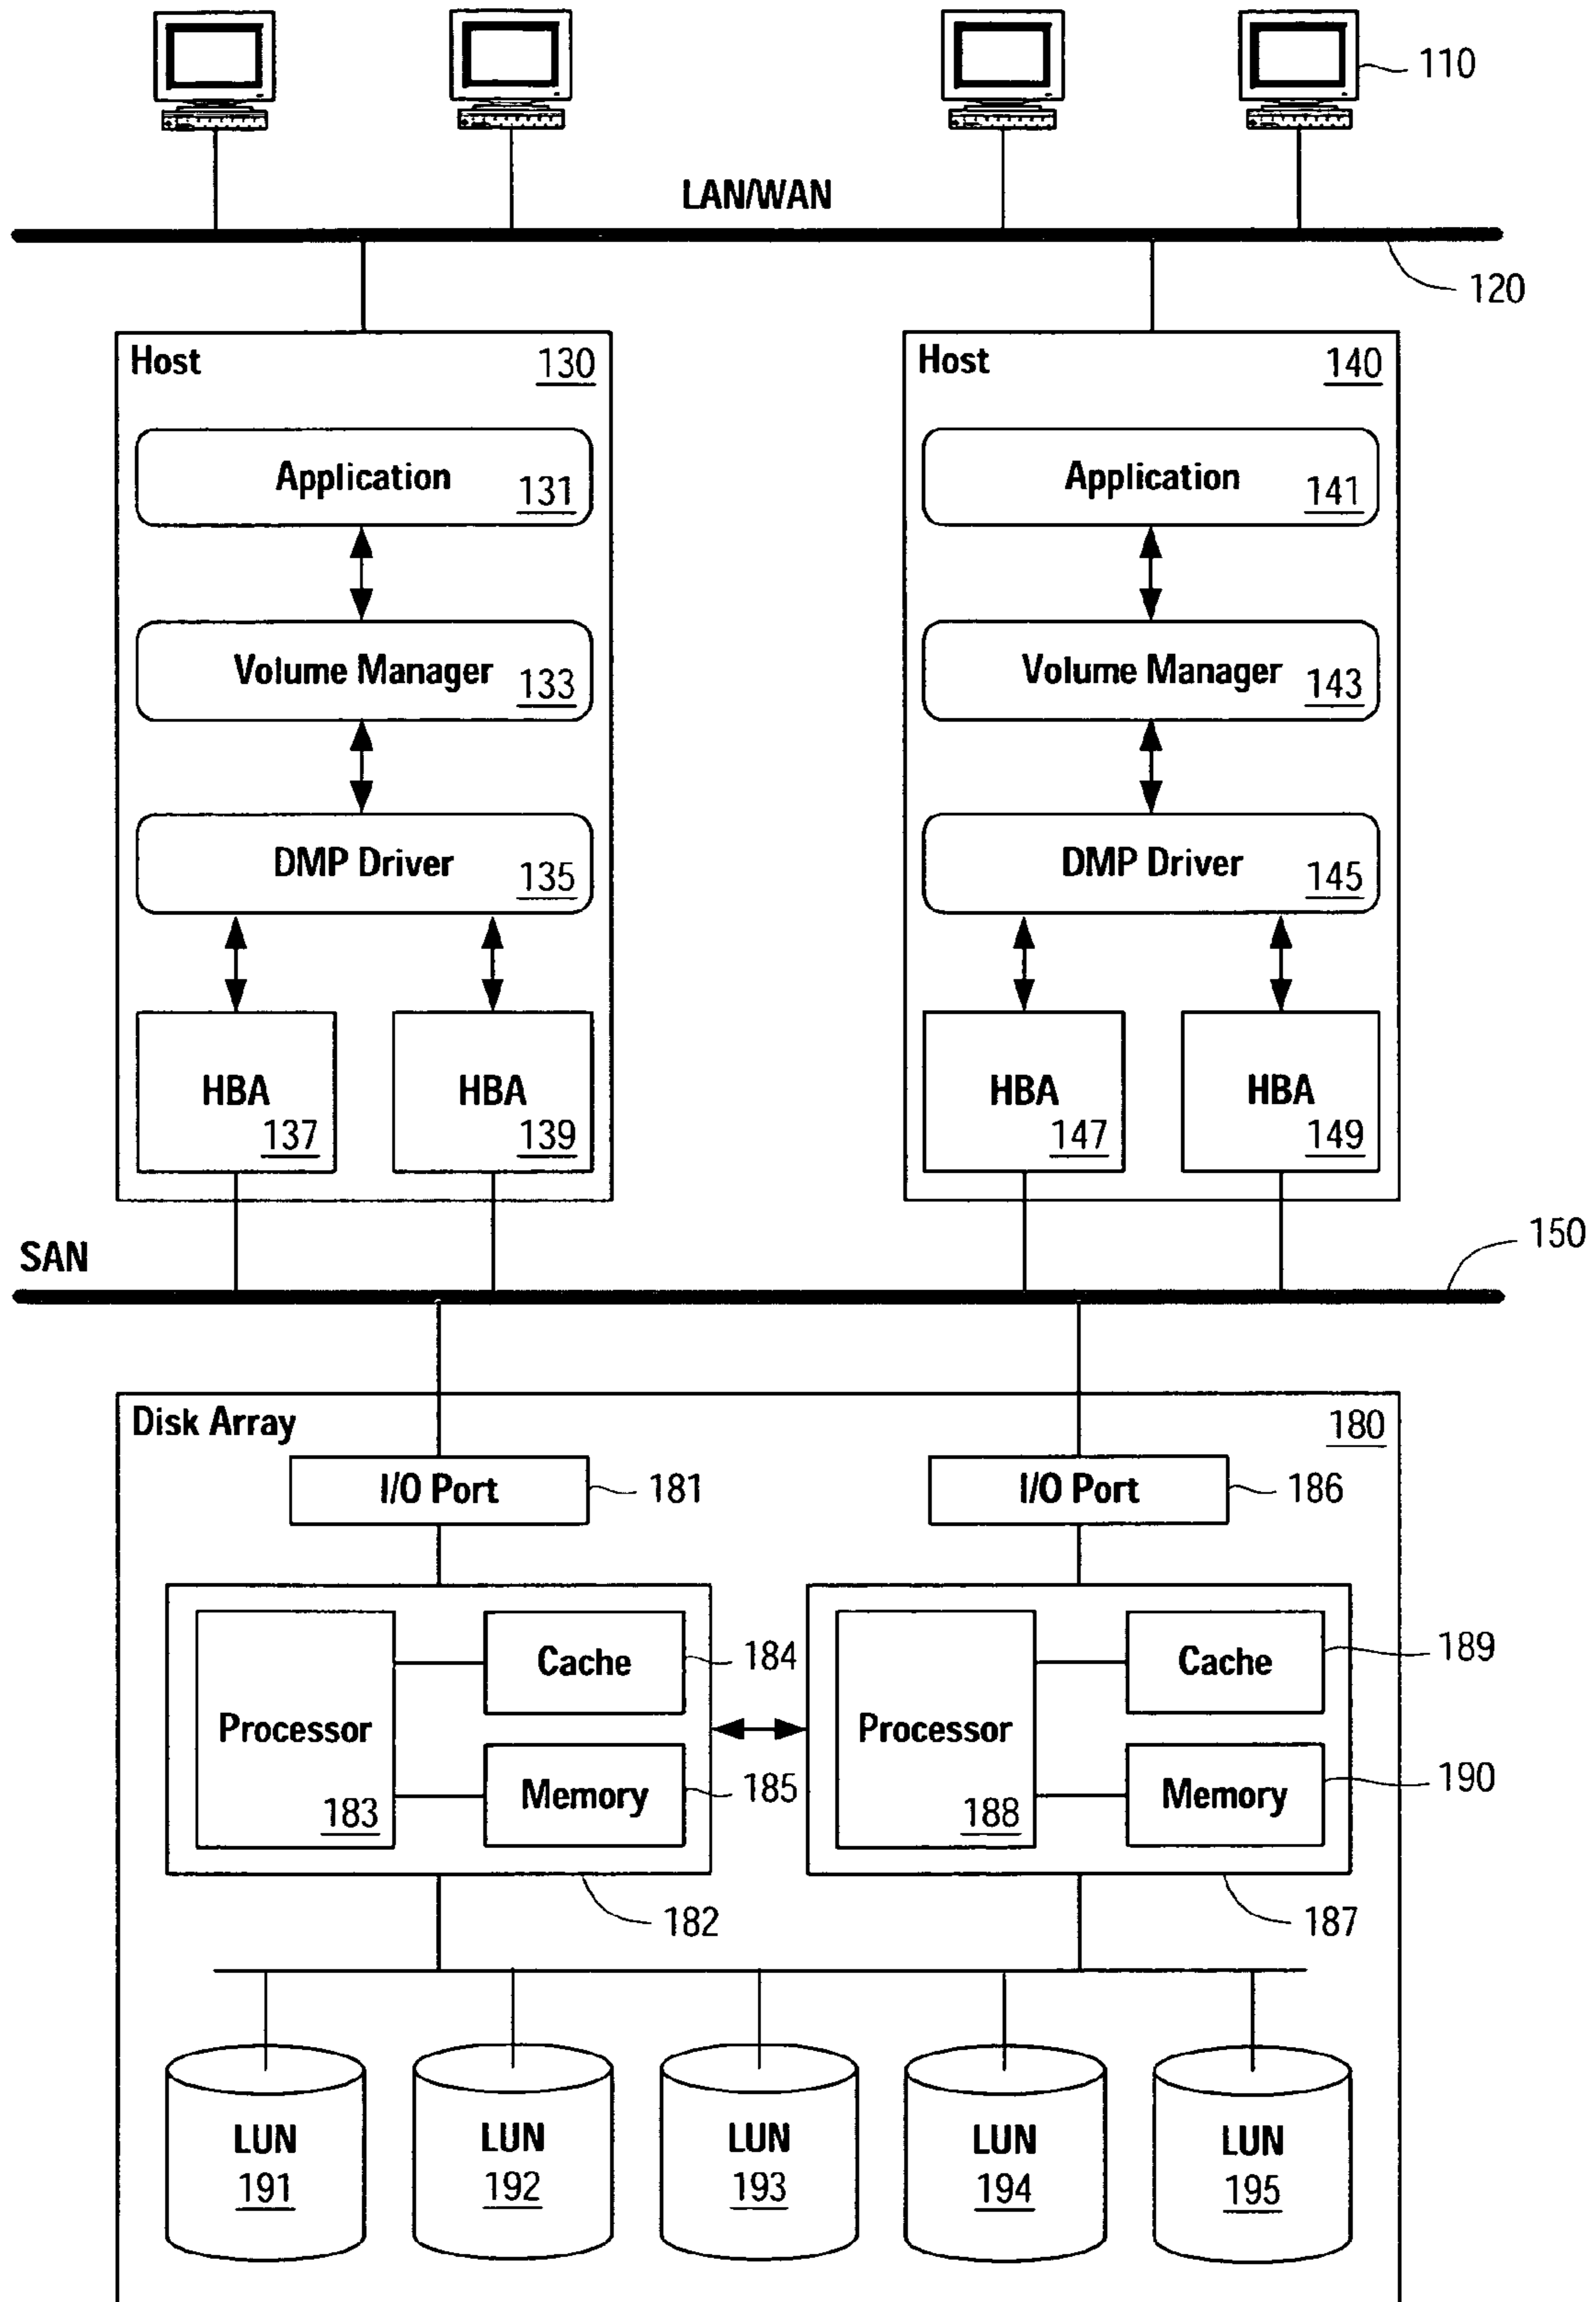 110
LAN/WAN
120
Host 130
Host 140
Application 131
Application 141
Volume Manager 133
Volume Manager 143
DMP Driver 135
DMP Driver 145
HBA 137
HBA 139
HBA 147
HBA 149
SAN
150
Disk Array
180
I/O Port
181
I/O Port
186
Processor 183
Cache
184
Memory
185
182
Processor 188
Cache
189
Memory
190
187
LUN 191
LUN 192
LUN 193
LUN 194
LUN 195